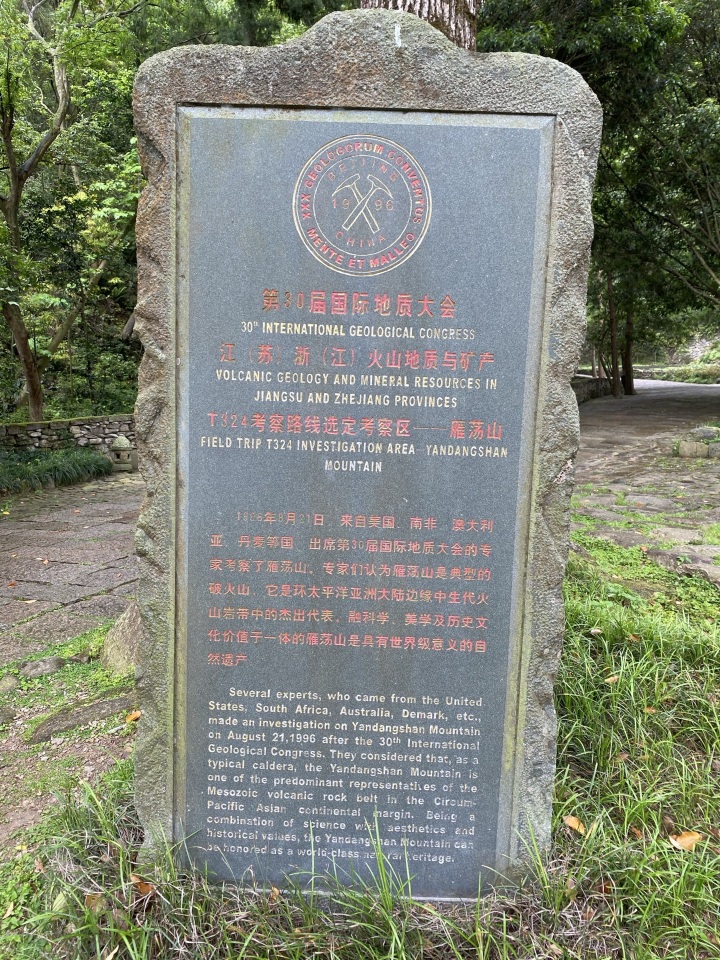 XXX GEOLOGORUM CONVENTUS
BEIJING
1996
CHINA
MENTE ET MALLEO
第30届国际地质大会
30th INTERNATIONAL GEOLOGICAL CONGRESS
江（苏）浙（江）火山地质与矿产
VOLCANIC GEOLOGY AND MINERAL RESOURCES IN
JIANGSU AND ZHEJIANG PROVINCES
T324考察路线选定考察区——雁荡山
FIELD TRIP T324 INVESTIGATION AREA YANDANGSHAN
MOUNTAIN
1996年8月21日，来自美国、南非、澳大利
亚、丹麦等国，出席第30届国际地质大会的专
家考察了雁荡山。专家们认为雁荡山是典型的
破火山，它是环太平洋亚洲大陆边缘中生代火
山岩带中的杰出代表，融科学、美学及历史文
化价值于一体的雁荡山是具有世界级意义的自
然遗产
Several experts, who came from the United
States, South Africa, Australia, Demark, etc.,
made an investigation on Yandangshan Mountain
on August 21,1996 after the 30th International
Geological Congress. They considered that, as a
typical caldera, the Yandangshan Mountain is
one of the predominant representatives of the
Mesozoic volcanic rock belt in the Circum-
Pacific Asian continental margin. Being a
combination of science with aesthetics and
historical values, the Yandangshan Mountain can
be honored as a world-class natural heritage.